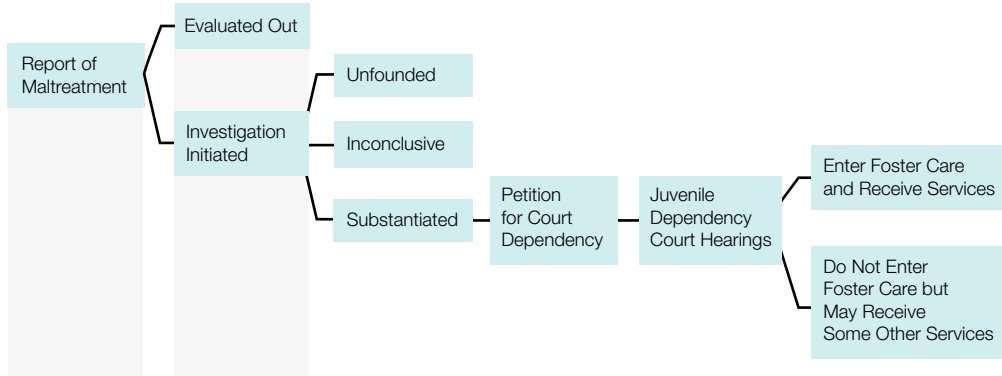 Report of
Maltreatment
Evaluated Out
Investigation
Initiated
Unfounded
Inconclusive
Substantiated
Petition
for Court
Dependency
Juvenile
Dependency
Court Hearings
Enter Foster Care
and Receive Services
Do Not Enter
Foster Care but
May Receive
Some Other Services